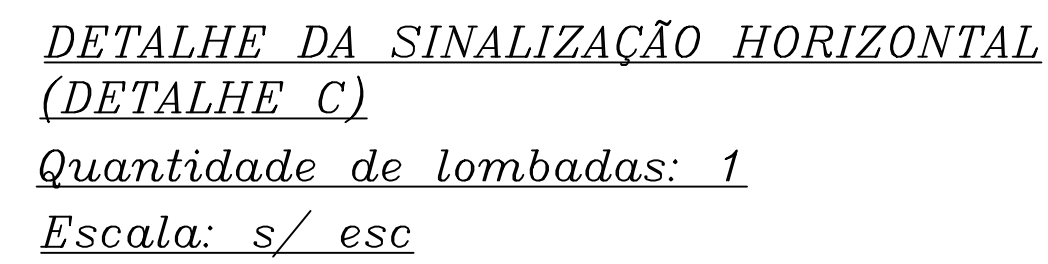 DETALHE DA SINALIZAÇÃO HORIZONTAL
(DETALHE C)
Quantidade de lombadas: 1
Escala: s/ esc